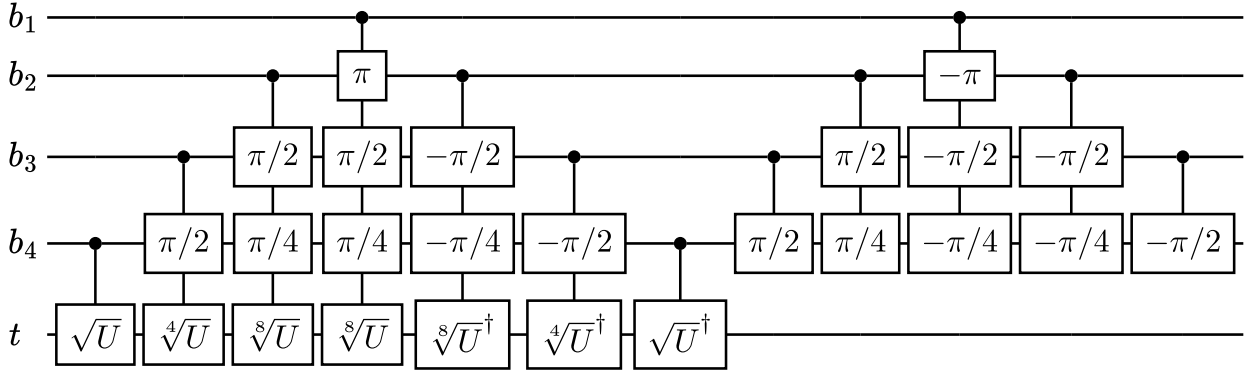 b₁
π −π
b₂
π/2 π/2 −π/2 π/2 −π/2 −π/2
b₃
π/2 π/4 π/4 −π/4 −π/2 π/2 π/4 −π/4 −π/4 −π/2
b₄
t √U ∜U ⁸√U ⁸√U ⁸√U† ∜U† √U†